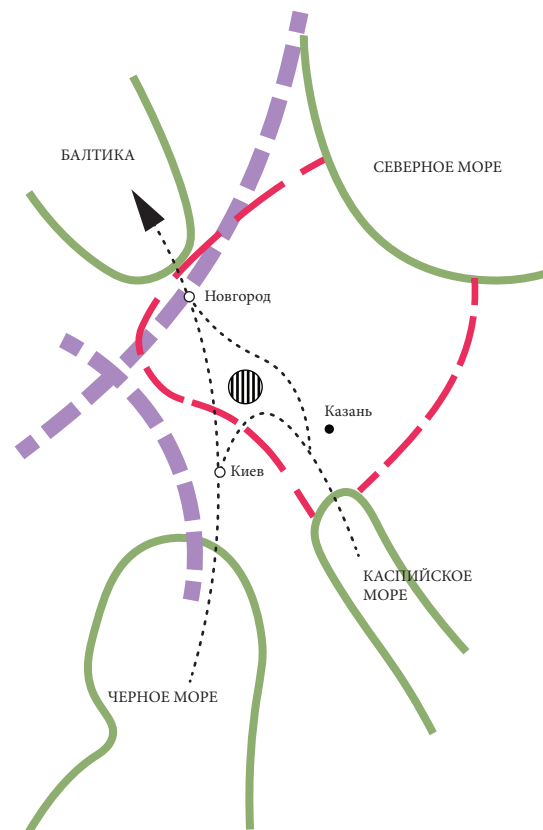 БАЛТИКА
СЕВЕРНОЕ МОРЕ
Новгород
Казань
Киев
КАСПИЙСКОЕ
МОРЕ
ЧЕРНОЕ МОРЕ